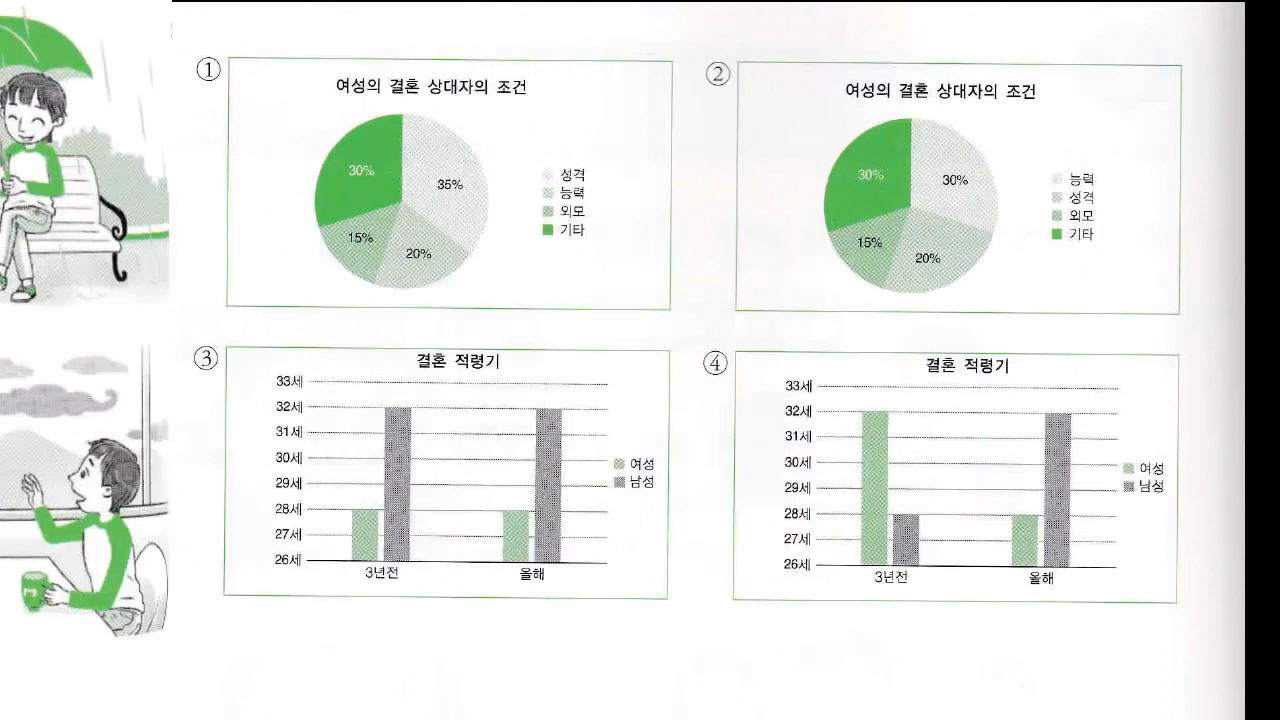 ①
여성의 결혼 상대자의 조건
30%
35%
15%
20%
성격
능력
외모
기타
②
여성의 결혼 상대자의 조건
30%
30%
15%
20%
능력
성격
외모
기타
③
결혼 적령기
33세
32세
31세
30세
29세
28세
27세
26세
3년전 올해
여성
남성
④
결혼 적령기
33세
32세
31세
30세
29세
28세
27세
26세
3년전 올해
여성
남성